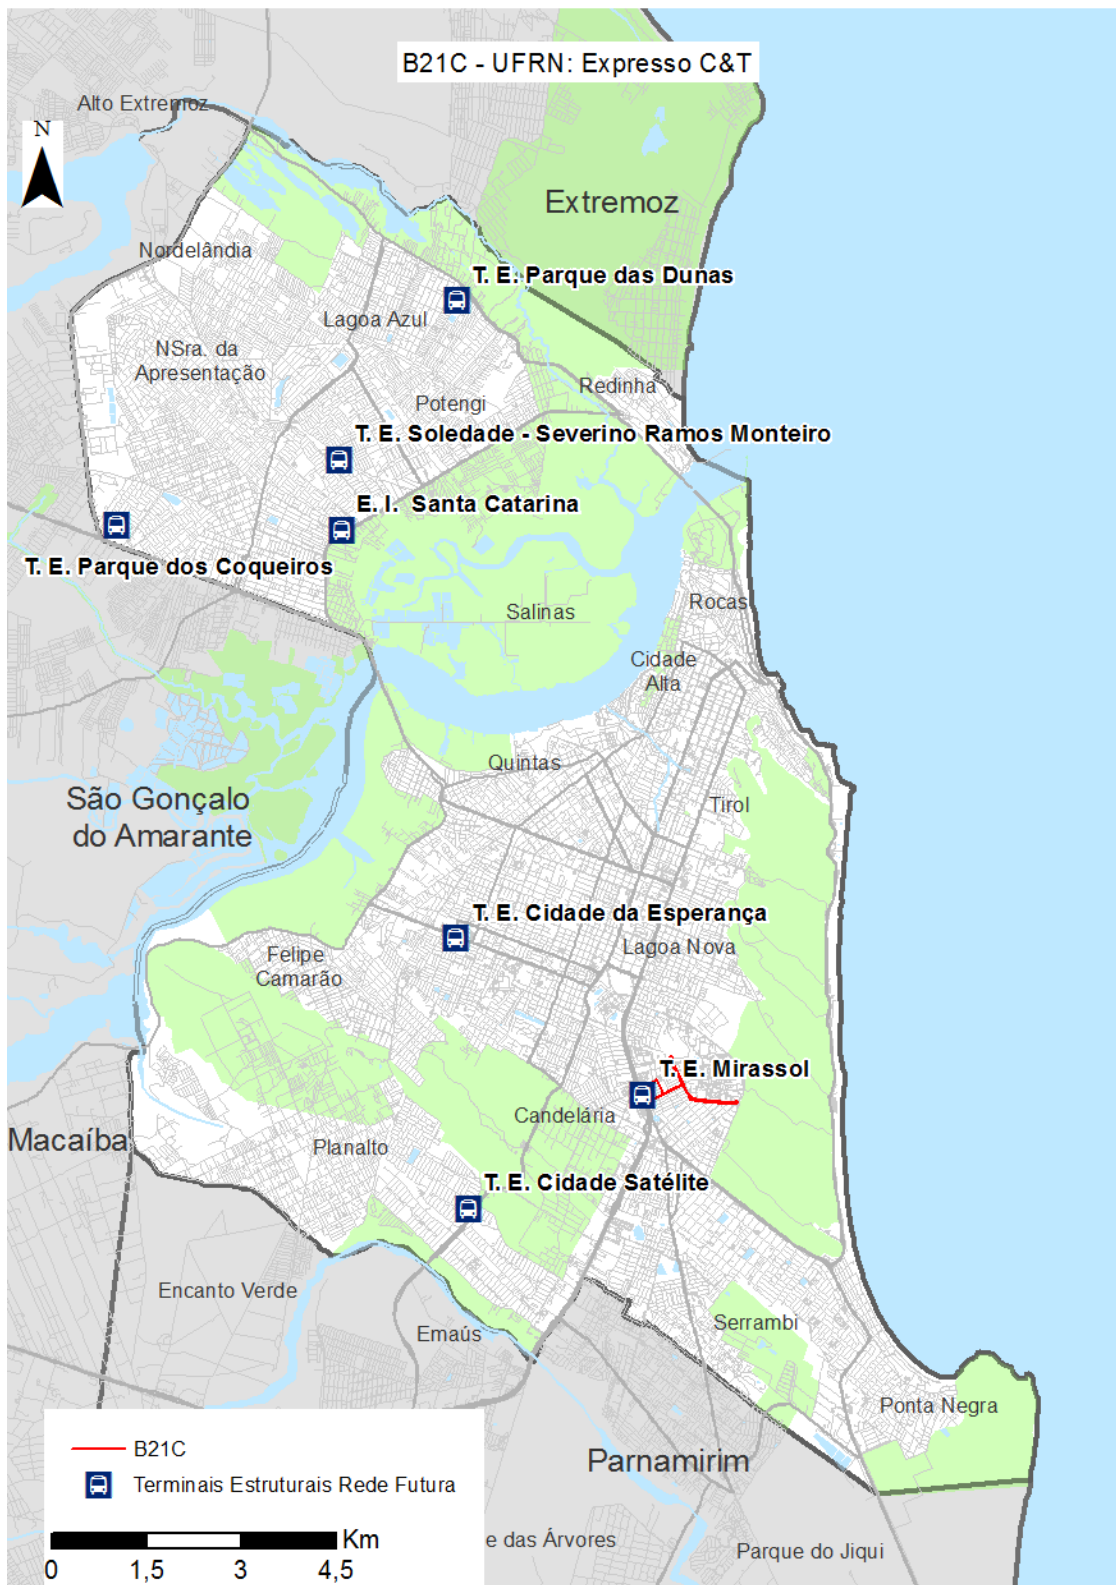 B21C - UFRN: Expresso C&T
Alto Extremoz
N
Extremoz
Nordelândia
T. E. Parque das Dunas
Lagoa Azul
NSra. da
Apresentação
Redinha
Potengi
T. E. Soledade - Severino Ramos Monteiro
E. I. Santa Catarina
T. E. Parque dos Coqueiros
Salinas
Rocas
Cidade
Alta
Quintas
São Gonçalo
do Amarante
Tirol
T. E. Cidade da Esperança
Lagoa Nova
Felipe
Camarão
T. E. Mirassol
Candelária
Macaíba
Planalto
T. E. Cidade Satélite
Encanto Verde
Emaús
Serrambi
Ponta Negra
B21C
Parnamirim
Terminais Estruturais Rede Futura
Km
e das Árvores
Parque do Jiqui
0 1,5 3 4,5